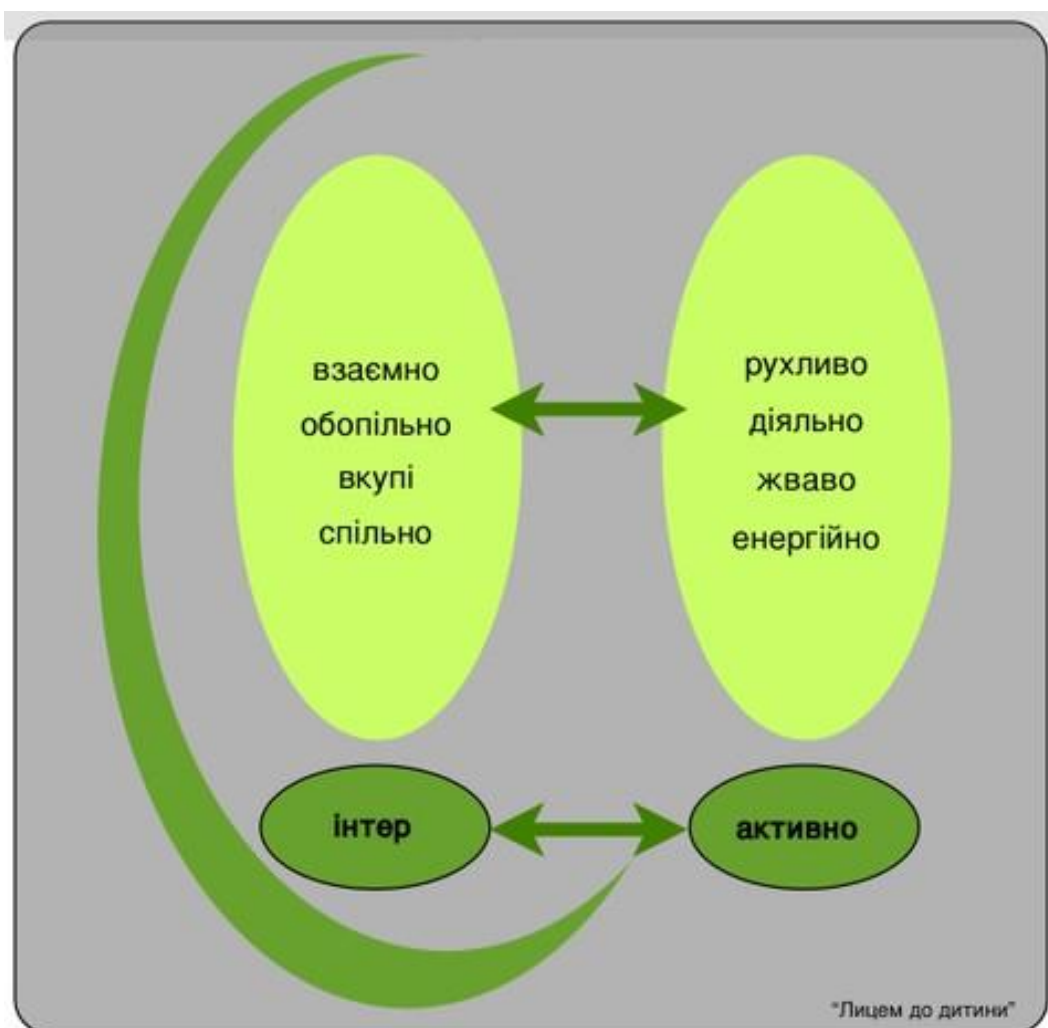 взаємно
обопільно
вкупі
спільно
рухливо
діяльно
жваво
енергійно
інтер
активно
“Лицем до дитини”